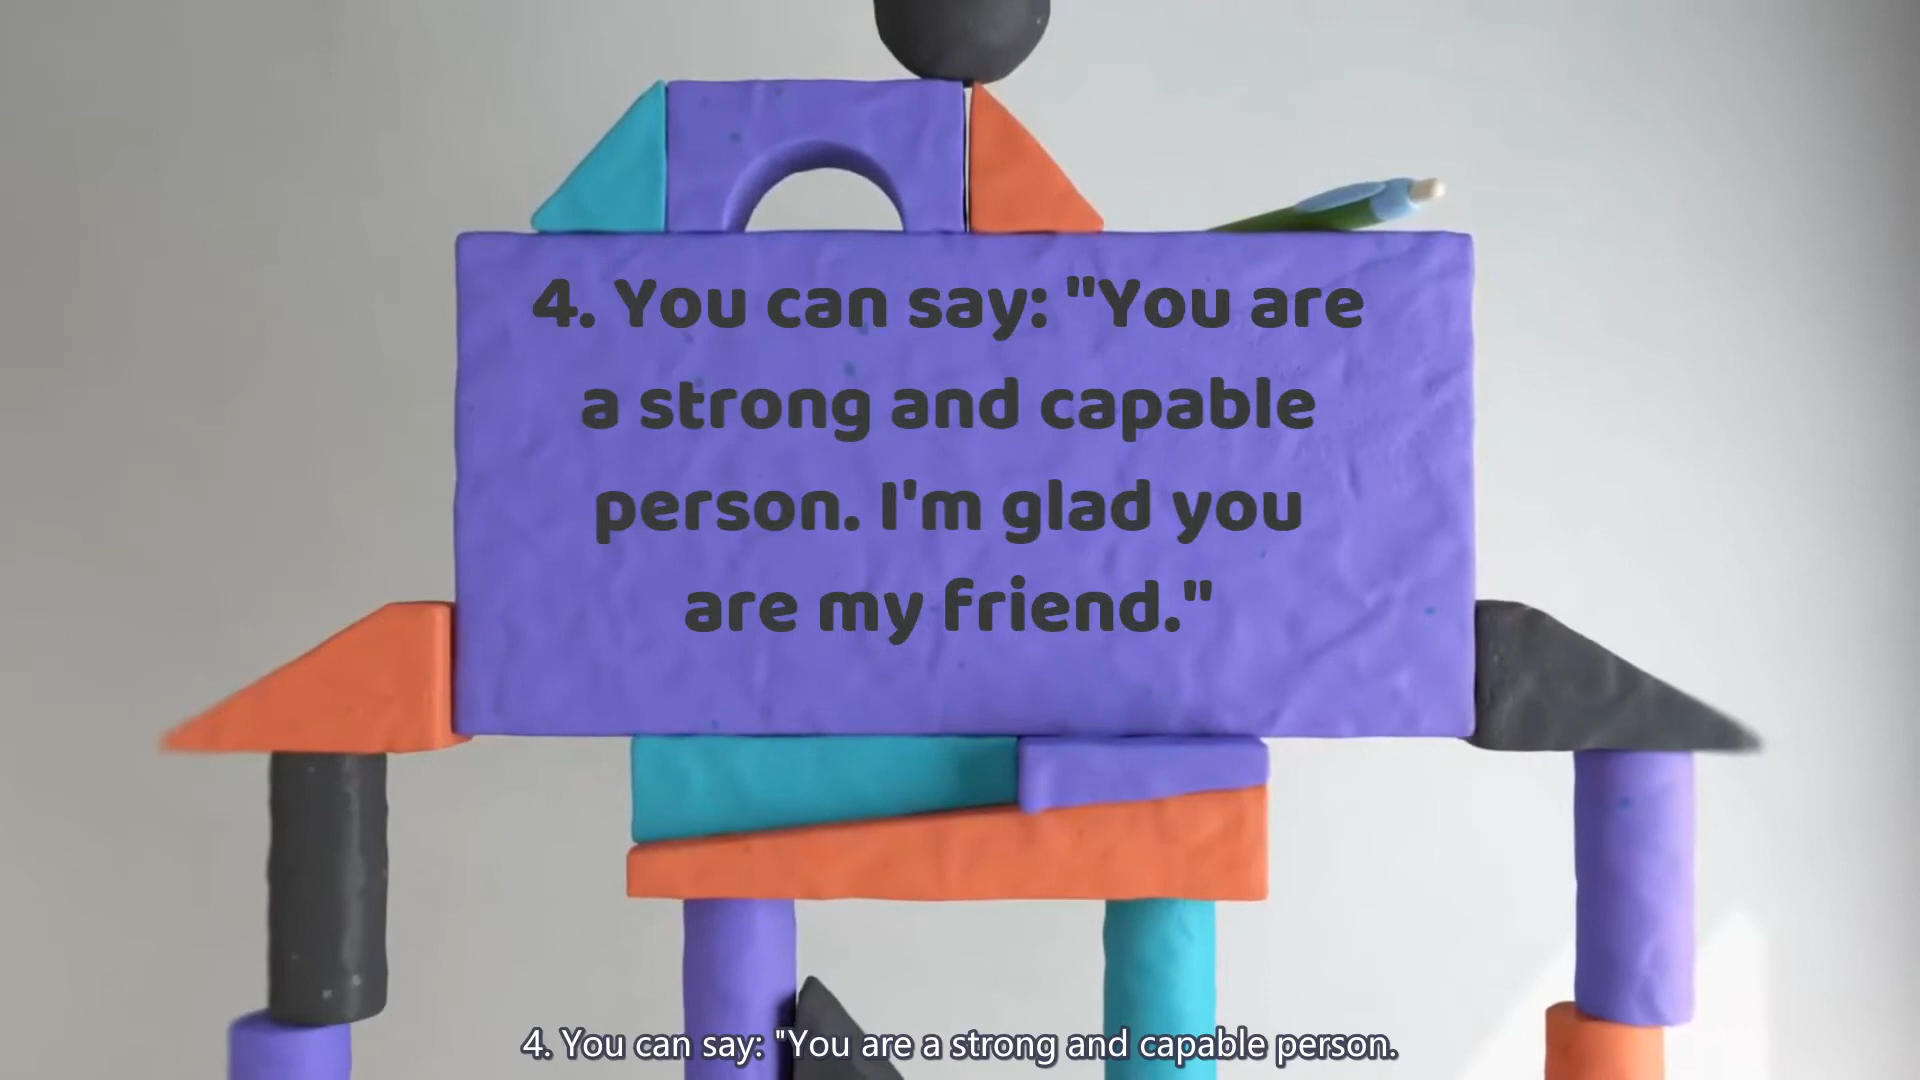 4. You can say: "You are
a strong and capable
person. I'm glad you
are my friend."
4. You can say: "You are a strong and capable person.